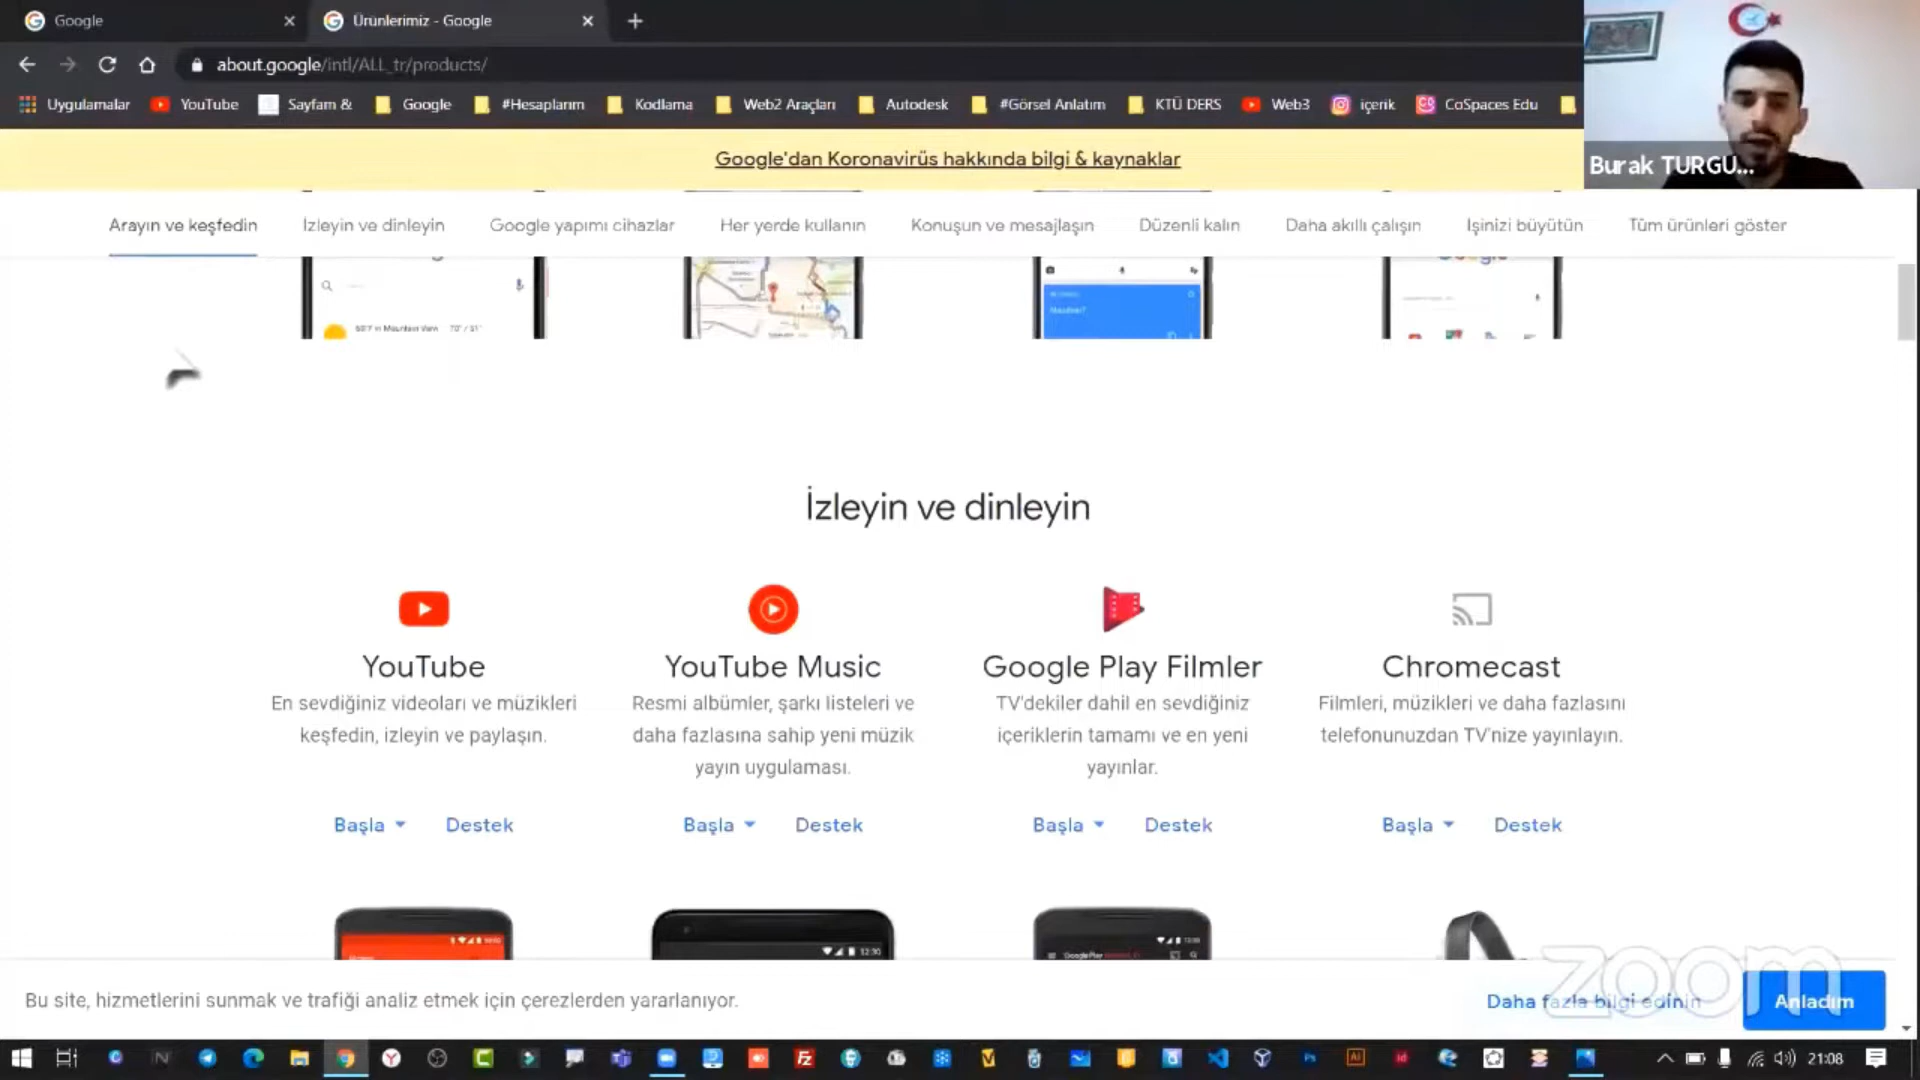 Google
Ürünlerimiz - Google
about.google/intl/ALL_tr/products/
Uygulamalar
YouTube
Sayfam &
Google
#Hesaplarım
Kodlama
Web2 Araçları
Autodesk
#Görsel Anlatım
KTÜ DERS
Web3
içerik
CoSpaces Edu
Burak TURGU...
Google'dan Koronavirüs hakkında bilgi & kaynaklar
Arayın ve keşfedin
İzleyin ve dinleyin
Google yapımı cihazlar
Her yerde kullanın
Konuşun ve mesajlaşın
Düzenli kalın
Daha akıllı çalışın
İşinizi büyütün
Tüm ürünleri göster
İzleyin ve dinleyin
YouTube
En sevdiğiniz videoları ve müzikleri
keşfedin, izleyin ve paylaşın.
Başla
Destek
YouTube Music
Resmi albümler, şarkı listeleri ve
daha fazlasına sahip yeni müzik
yayın uygulaması.
Başla
Destek
Google Play Filmler
TV'dekiler dahil en sevdiğiniz
içeriklerin tamamı ve en yeni
yayınlar.
Başla
Destek
Chromecast
Filmleri, müzikleri ve daha fazlasını
telefonunuzdan TV'nize yayınlayın.
Başla
Destek
12:30
Google Play
Bu site, hizmetlerini sunmak ve trafiği analiz etmek için çerezlerden yararlanıyor.
Daha fazla bilgi edinin
Anladım
zoom
21:08